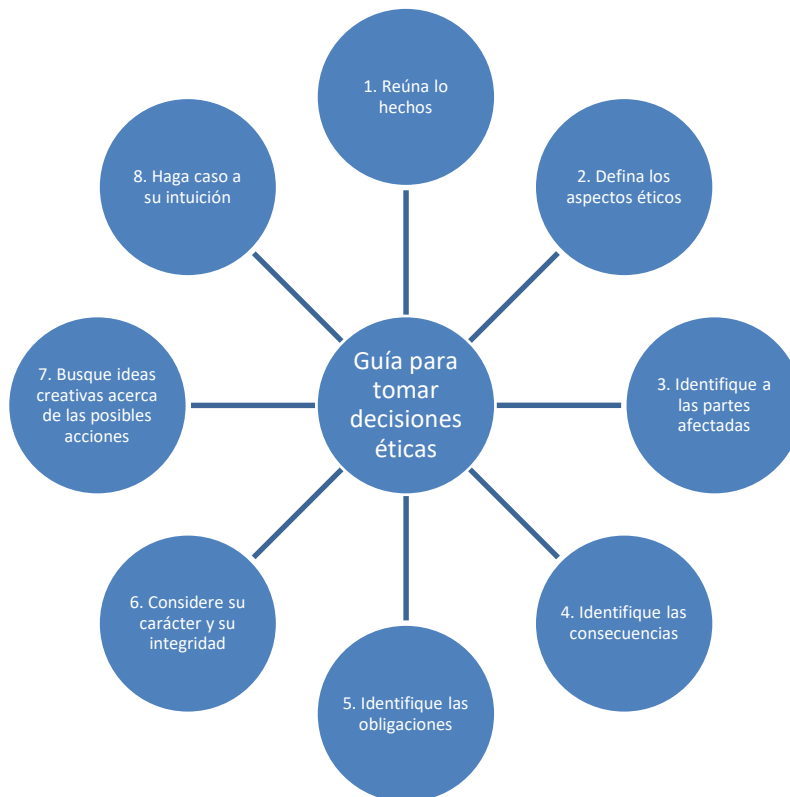 1. Reúna lo
hechos
2. Defina los
aspectos éticos
3. Identifique a
las partes
afectadas
4. Identifique las
consecuencias
5. Identifique las
obligaciones
6. Considere su
carácter y su
integridad
7. Busque ideas
creativas acerca
de las posibles
acciones
8. Haga caso a
su intuición
Guía para
tomar
decisiones
éticas